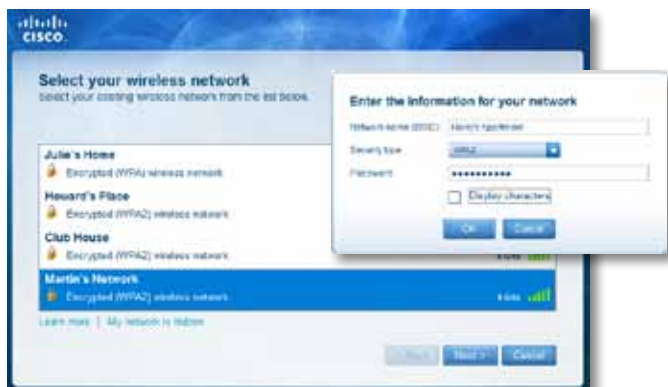 CISCO
Select your wireless network
Select your existing wireless network from the list below.
Julie's Home
Encrypted (WPA) wireless network
Howard's Place
Encrypted (WPA2) wireless network
Club House
Encrypted (WPA2) wireless network
Martin's Network
Encrypted (WPA2) wireless network
Learn more | My network is hidden
Next >
Cancel
Enter the information for your network
Network name (SSID)
Security type
WPA2
Password
Display characters
OK
Cancel